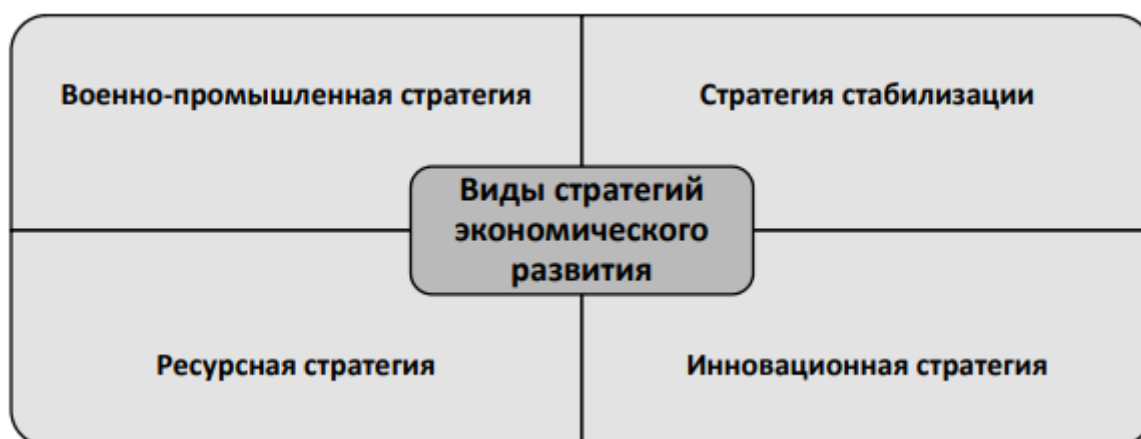 Военно-промышленная стратегия
Стратегия стабилизации
Виды стратегий
экономического
развития
Ресурсная стратегия
Инновационная стратегия